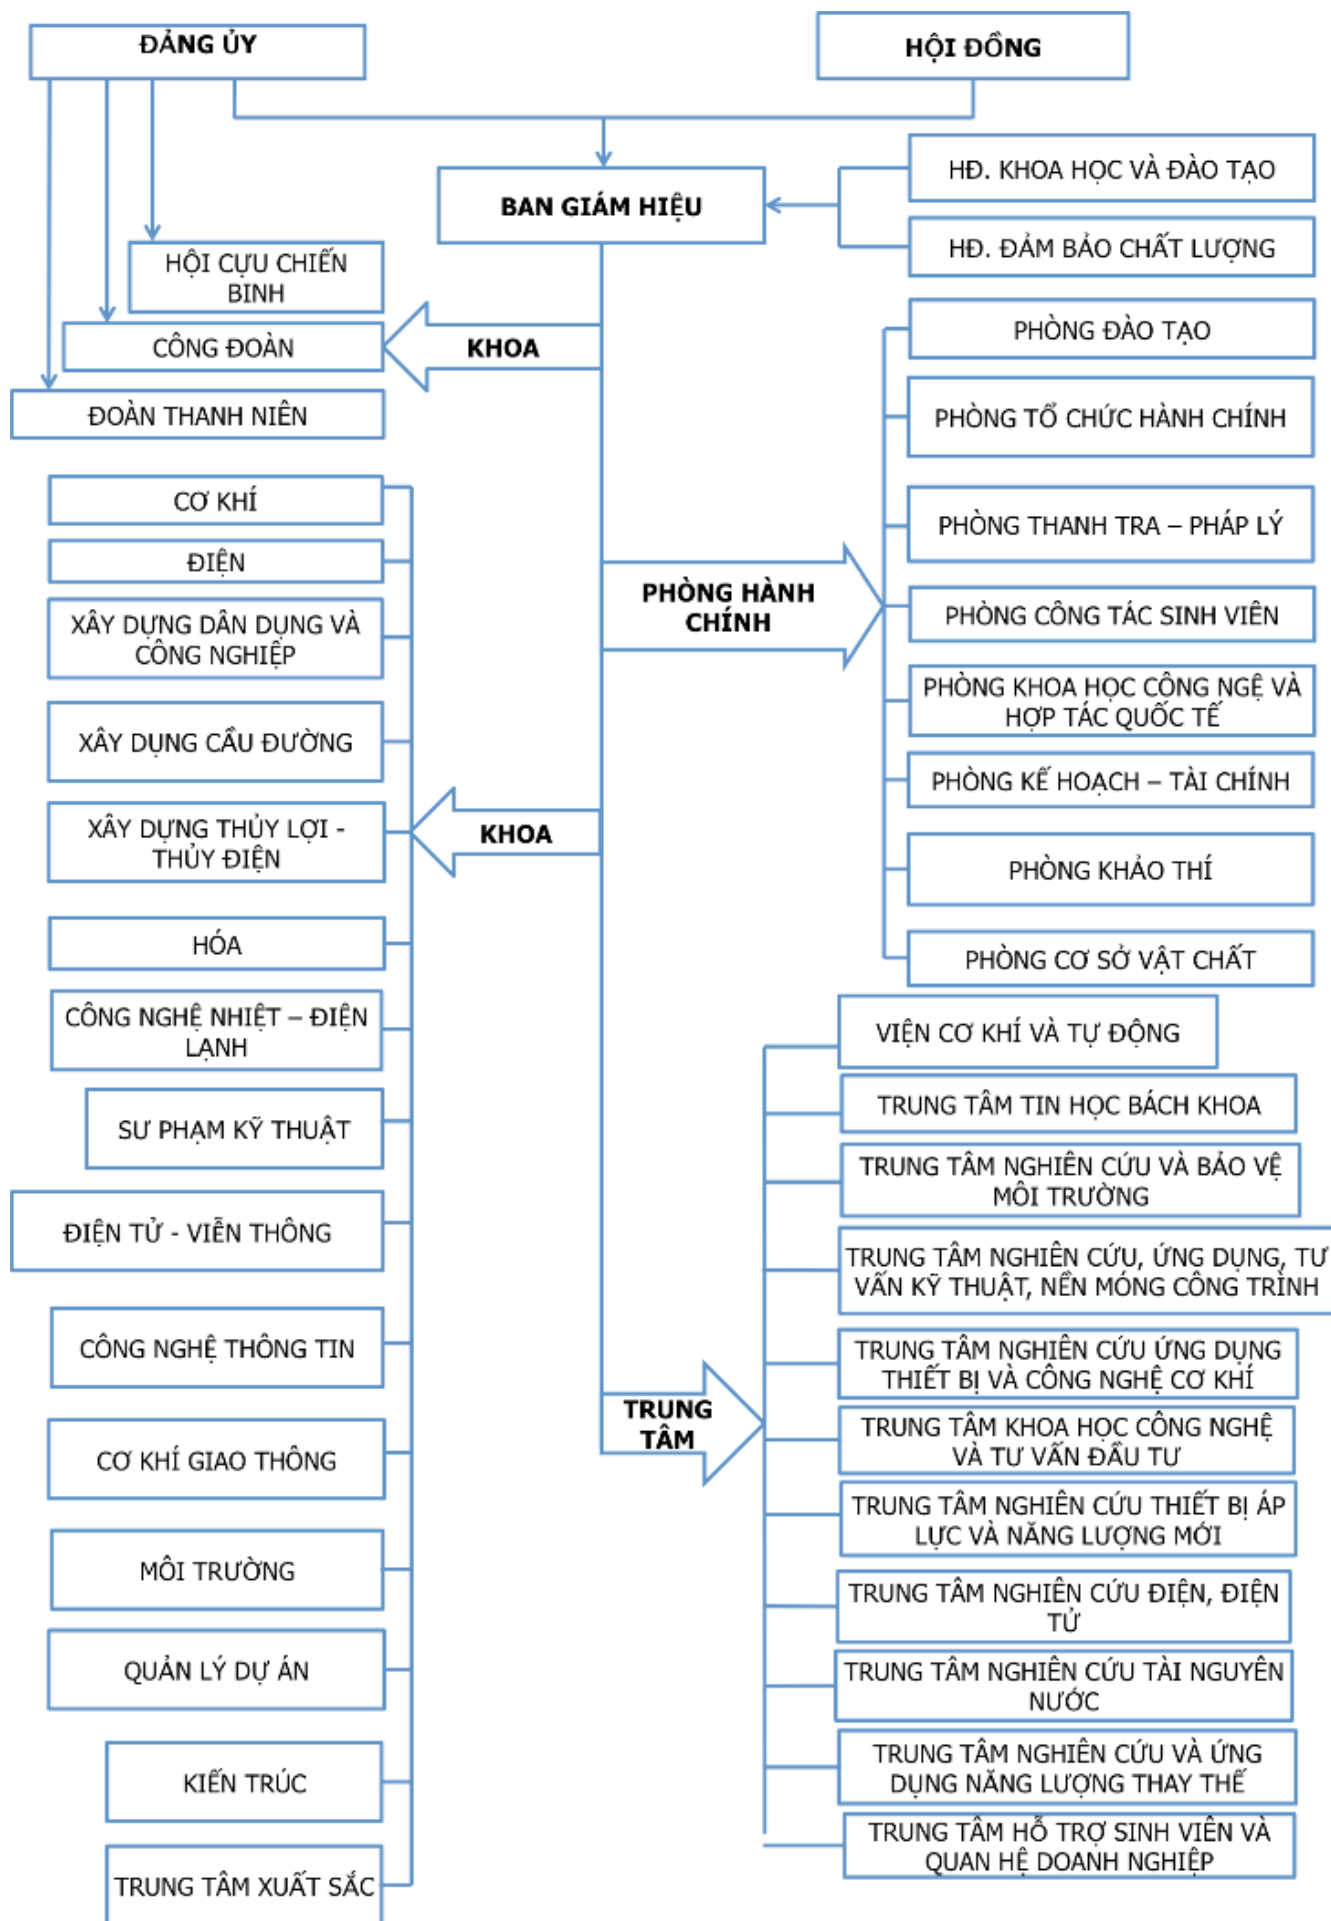 ĐẢNG ỦY
HỘI ĐỒNG
BAN GIÁM HIỆU
HĐ. KHOA HỌC VÀ ĐÀO TẠO
HĐ. ĐẢM BẢO CHẤT LƯỢNG
HỘI CỰU CHIẾN
BINH
CÔNG ĐOÀN
ĐOÀN THANH NIÊN
KHOA
PHÒNG HÀNH
CHÍNH
PHÒNG ĐÀO TẠO
PHÒNG TỔ CHỨC HÀNH CHÍNH
PHÒNG THANH TRA – PHÁP LÝ
PHÒNG CÔNG TÁC SINH VIÊN
PHÒNG KHOA HỌC CÔNG NGỆ VÀ
HỢP TÁC QUỐC TẾ
PHÒNG KẾ HOẠCH – TÀI CHÍNH
PHÒNG KHẢO THÍ
PHÒNG CƠ SỞ VẬT CHẤT
KHOA
CƠ KHÍ
ĐIỆN
XÂY DỰNG DÂN DỤNG VÀ
CÔNG NGHIỆP
XÂY DỤNG CẦU ĐƯỜNG
XÂY DỰNG THỦY LỢI -
THỦY ĐIỆN
HÓA
CÔNG NGHỆ NHIỆT – ĐIỆN
LẠNH
SƯ PHẠM KỸ THUẬT
ĐIỆN TỬ - VIỄN THÔNG
CÔNG NGHỆ THÔNG TIN
CƠ KHÍ GIAO THÔNG
MÔI TRƯỜNG
QUẢN LÝ DỰ ÁN
KIẾN TRÚC
TRUNG TÂM XUẤT SẮC
TRUNG
TÂM
VIỆN CƠ KHÍ VÀ TỰ ĐỘNG
TRUNG TÂM TIN HỌC BÁCH KHOA
TRUNG TÂM NGHIÊN CỨU VÀ BẢO VỆ
MÔI TRƯỜNG
TRUNG TÂM NGHIÊN CỨU, ỨNG DỤNG, TƯ
VẤN KỸ THUẬT, NỀN MÓNG CÔNG TRÌNH
TRUNG TÂM NGHIÊN CỨU ỨNG DỤNG
THIẾT BỊ VÀ CÔNG NGHỆ CƠ KHÍ
TRUNG TÂM KHOA HỌC CÔNG NGHỆ
VÀ TƯ VẤN ĐẦU TƯ
TRUNG TÂM NGHIÊN CỨU THIẾT BỊ ÁP
LỰC VÀ NĂNG LƯỢNG MỚI
TRUNG TÂM NGHIÊN CỨU ĐIỆN, ĐIỆN
TỬ
TRUNG TÂM NGHIÊN CỨU TÀI NGUYÊN
NƯỚC
TRUNG TÂM NGHIÊN CỨU VÀ ỨNG
DỤNG NĂNG LƯỢNG THAY THẾ
TRUNG TÂM HỖ TRỢ SINH VIÊN VÀ
QUAN HỆ DOANH NGHIỆP